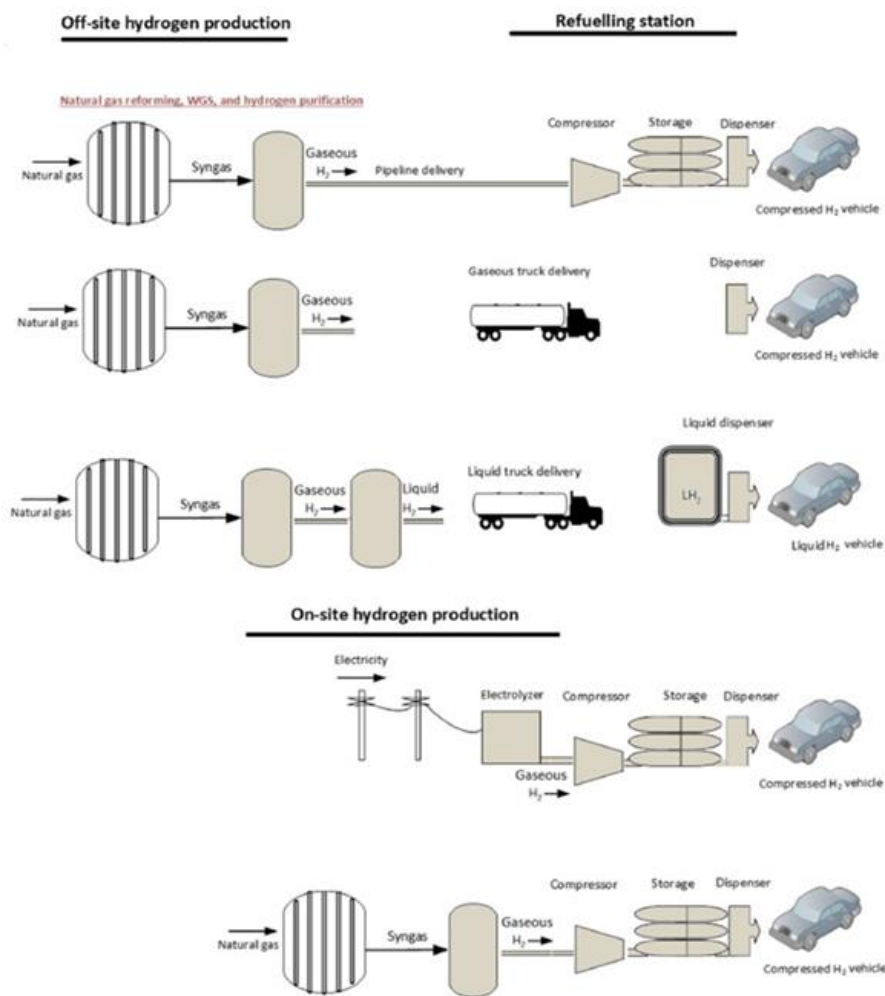 Off-site hydrogen production
Refuelling station
Natural gas reforming, WGS, and hydrogen purification
Compressor
Storage
Dispenser
Natural gas
Syngas
Gaseous
H₂
Pipeline delivery
Compressed H₂ vehicle
Gaseous truck delivery
Dispenser
Natural gas
Syngas
Gaseous
H₂
Compressed H₂ vehicle
Liquid dispenser
Liquid truck delivery
Natural gas
Syngas
Gaseous
H₂
Liquid
H₂
LH₂
Liquid H₂ vehicle
On-site hydrogen production
Electricity
Electrolyzer
Compressor
Storage
Dispenser
Gaseous
H₂
Compressed H₂ vehicle
Compressor
Storage
Dispenser
Natural gas
Syngas
Gaseous
H₂
Compressed H₂ vehicle